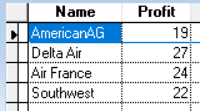 Name Profit
AmericanAG 19
Delta Air 27
Air France 24
Southwest 22